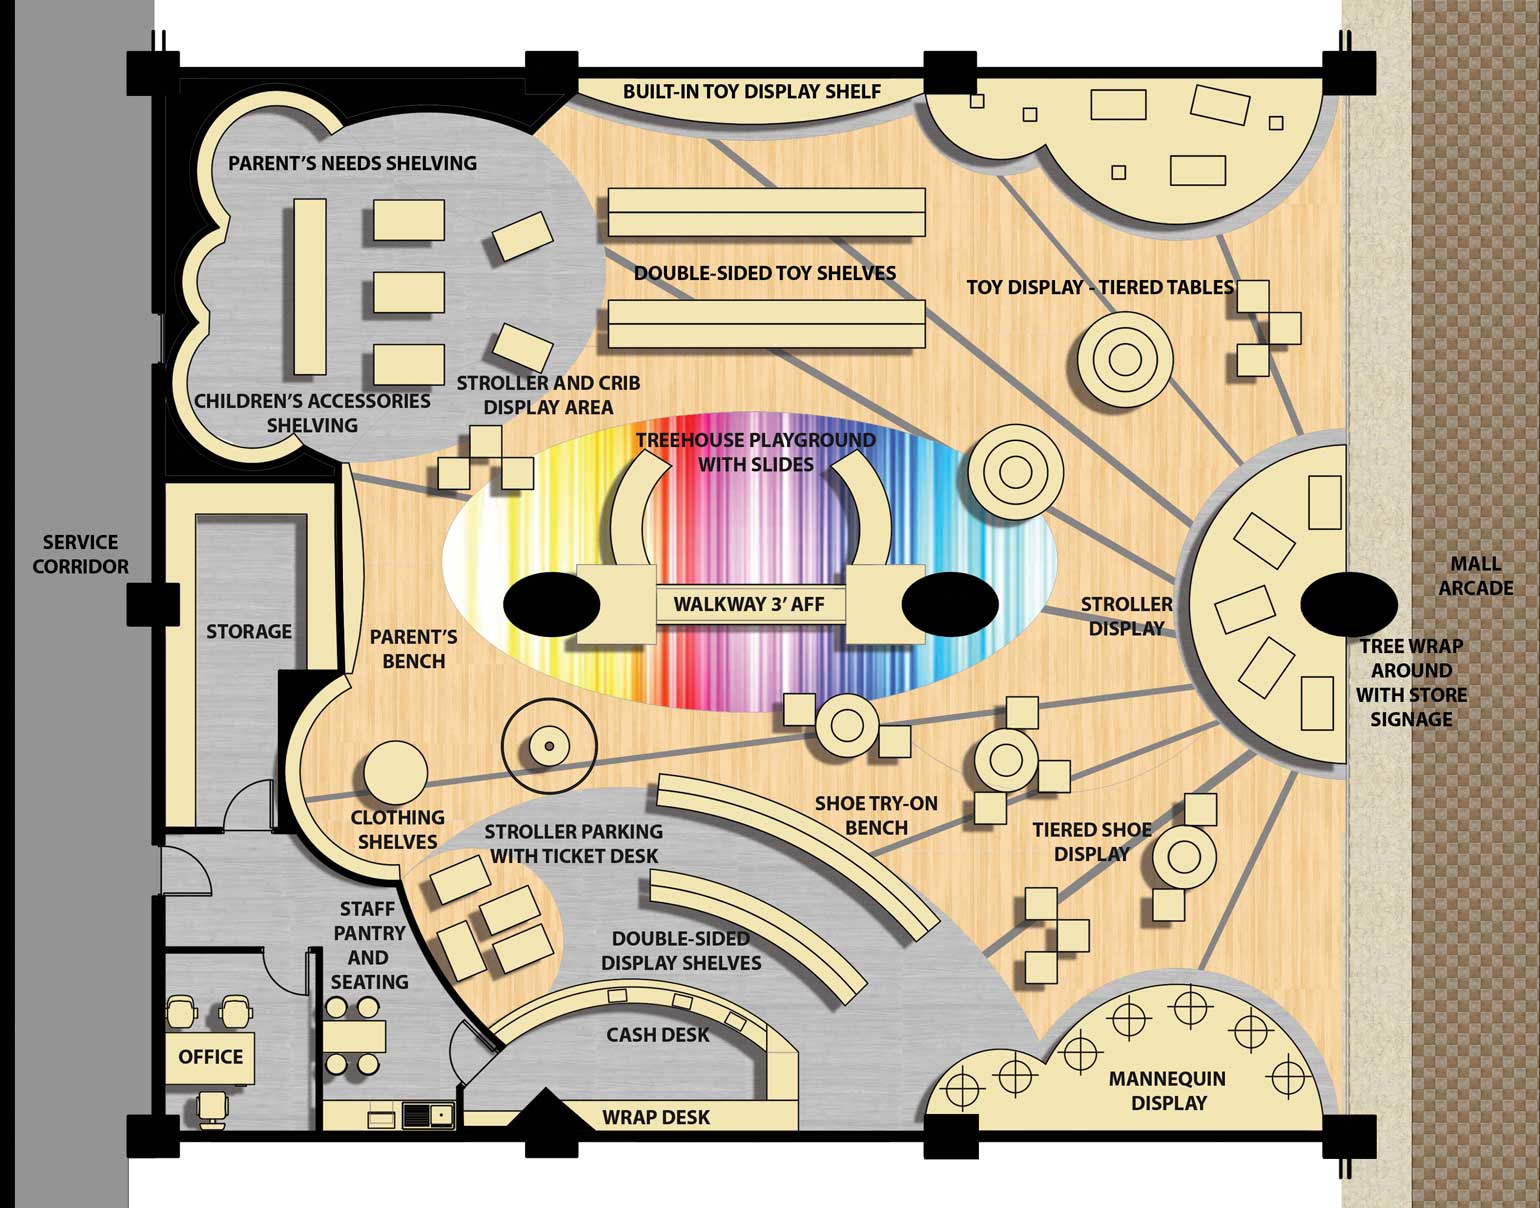 BUILT-IN TOY DISPLAY SHELF
PARENT'S NEEDS SHELVING
DOUBLE-SIDED TOY SHELVES
TOY DISPLAY - TIERED TABLES
STROLLER AND CRIB
DISPLAY AREA
CHILDREN'S ACCESSORIES
SHELVING
TREEHOUSE PLAYGROUND
WITH SLIDES
SERVICE
CORRIDOR
MALL
ARCADE
WALKWAY 3' AFF
STROLLER
DISPLAY
STORAGE
PARENT'S
BENCH
TREE WRAP
AROUND
WITH STORE
SIGNAGE
CLOTHING
SHELVES
STROLLER PARKING
WITH TICKET DESK
SHOE TRY-ON
BENCH
TIERED SHOE
DISPLAY
STAFF
PANTRY
AND
SEATING
DOUBLE-SIDED
DISPLAY SHELVES
CASH DESK
OFFICE
MANNEQUIN
DISPLAY
WRAP DESK